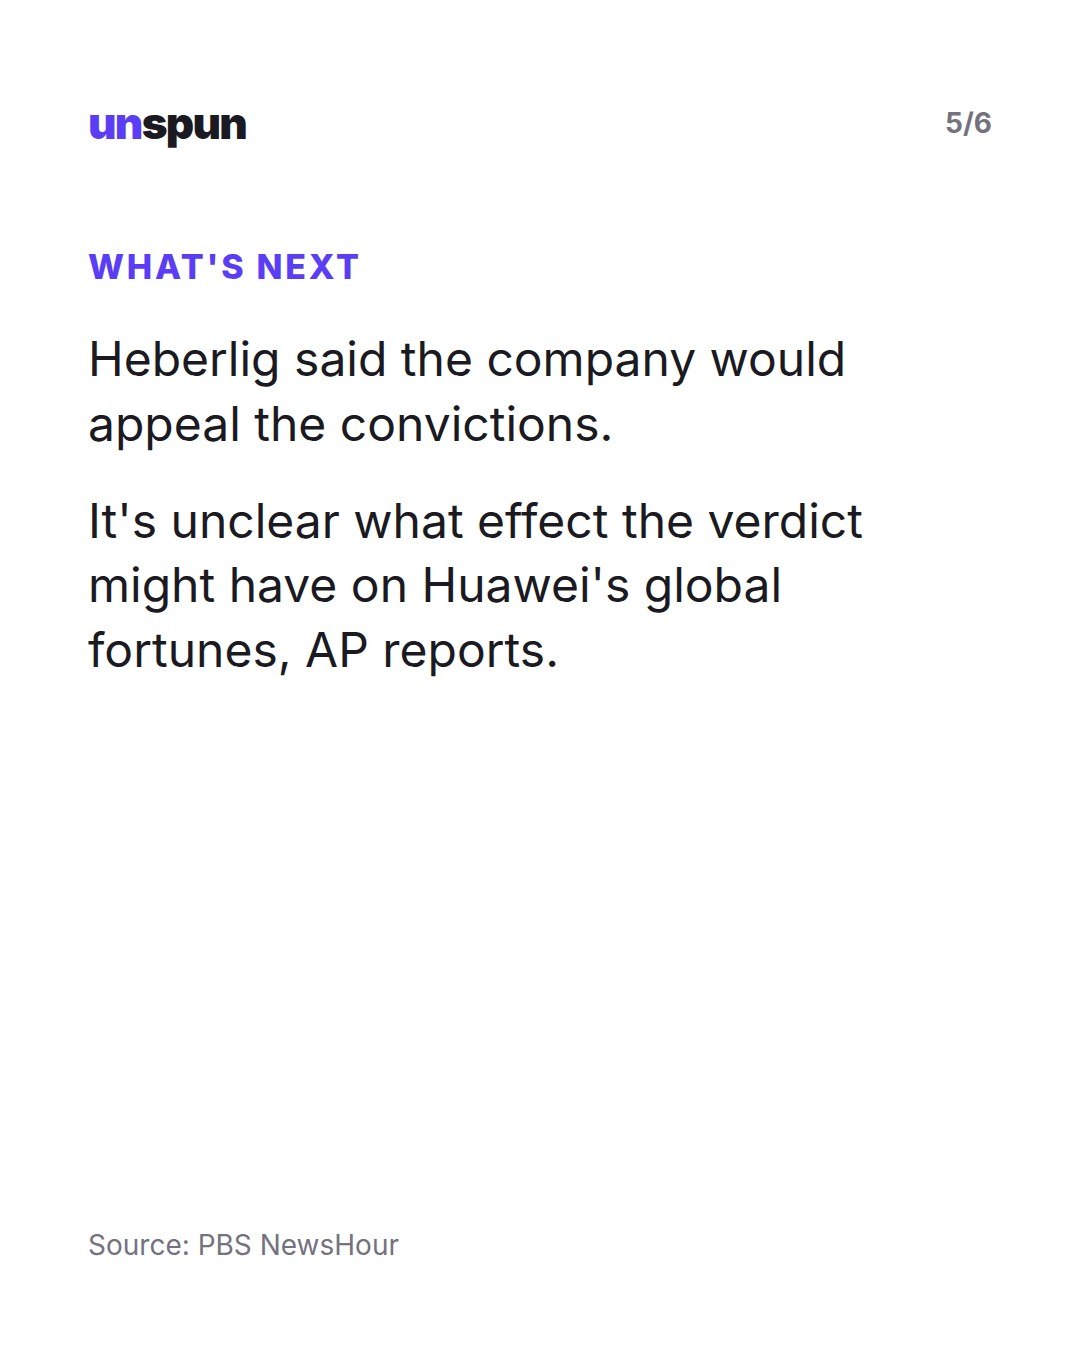 unspun
5/6
WHAT'S NEXT
Heberlig said the company would
appeal the convictions.
It's unclear what effect the verdict
might have on Huawei's global
fortunes, AP reports.
Source: PBS NewsHour